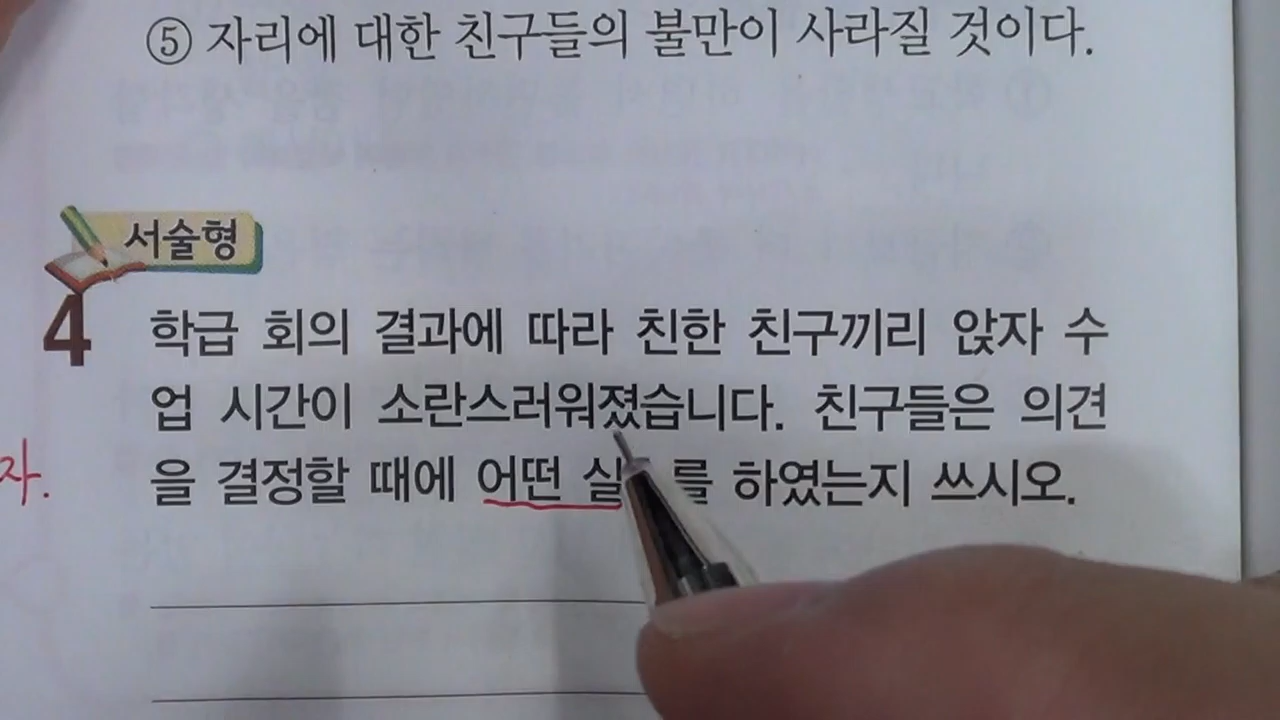 ⑤ 자리에 대한 친구들의 불만이 사라질 것이다.
서술형
4 학급 회의 결과에 따라 친한 친구끼리 앉자 수
업 시간이 소란스러워졌습니다. 친구들은 의견
을 결정할 때에 어떤 를 하였는지 쓰시오.
자.